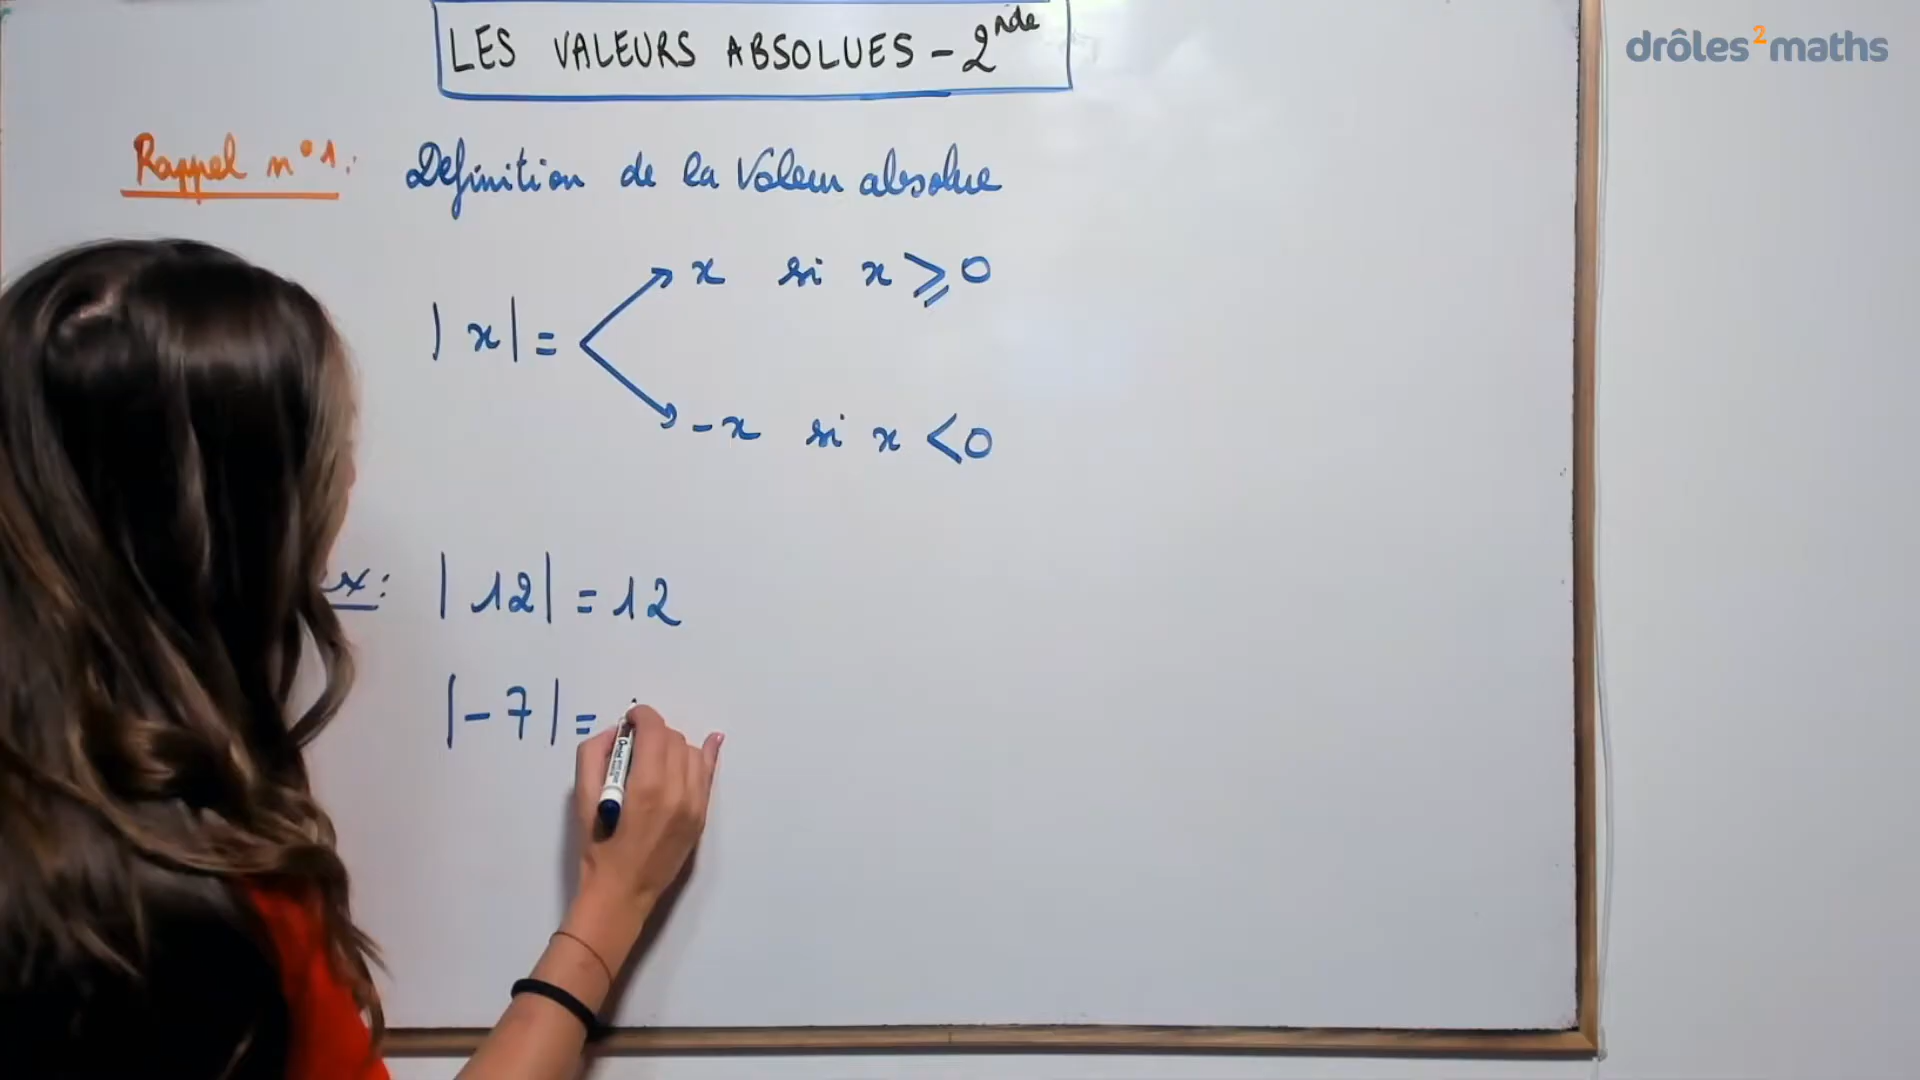 LES VALEURS ABSOLUES - 2nde
drôles2maths
Rappel n°1: Définition de la Valeur absolue
x si x ⩾ 0
|x| =
-x si x < 0
ex: |12| = 12
|-7| =